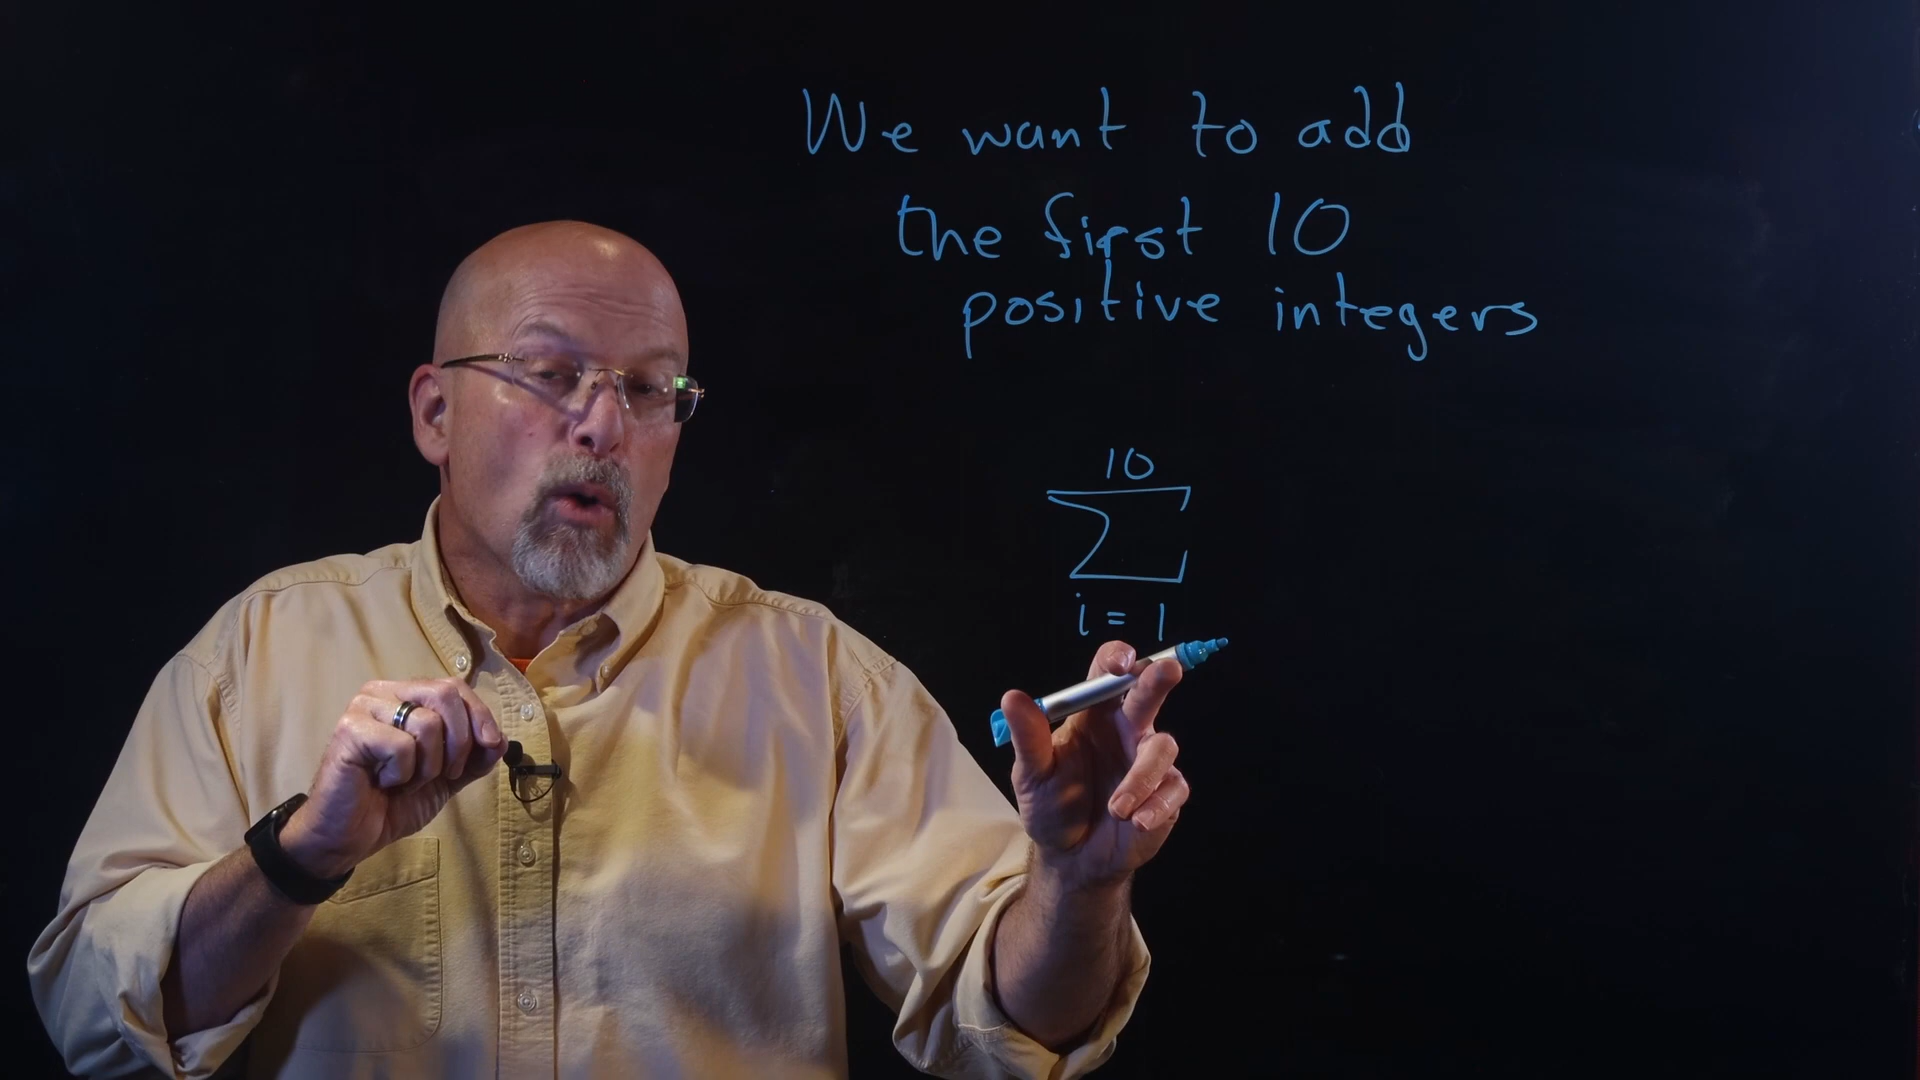 We want to add
the first 10
positive integers
10
∑
i = 1